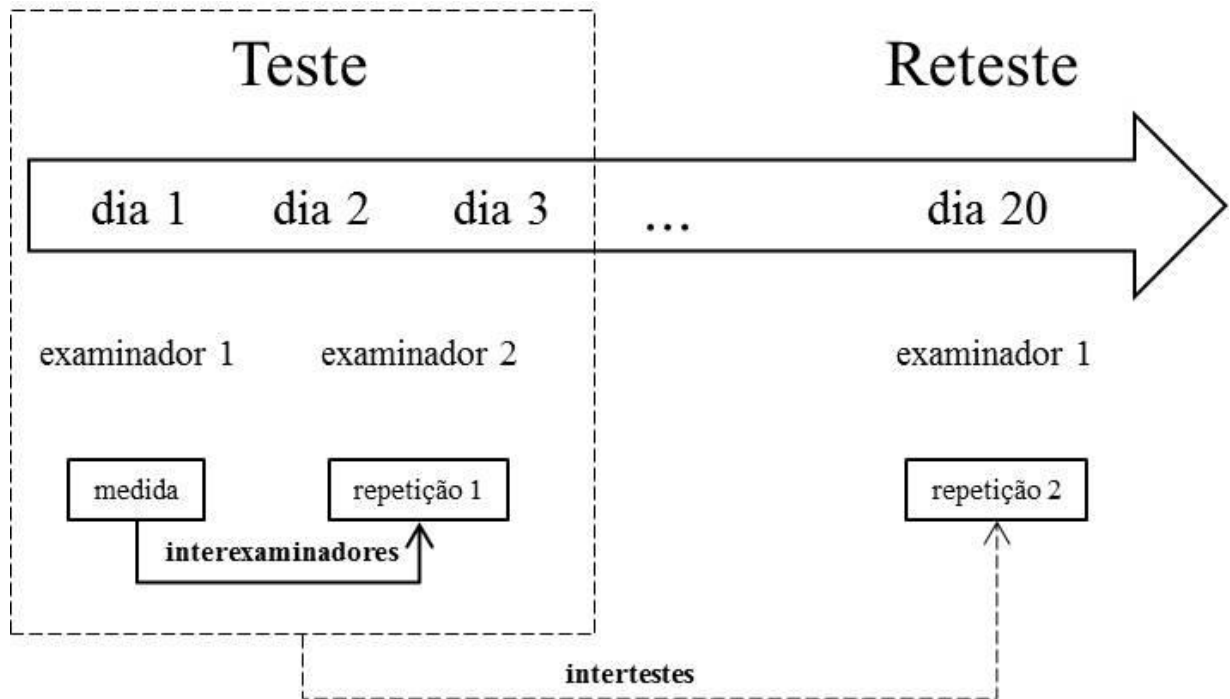 Teste Reteste
dia 1 dia 2 dia 3 ... dia 20
examinador 1 examinador 2 examinador 1
medida repetição 1 repetição 2
interexaminadores
intertestes